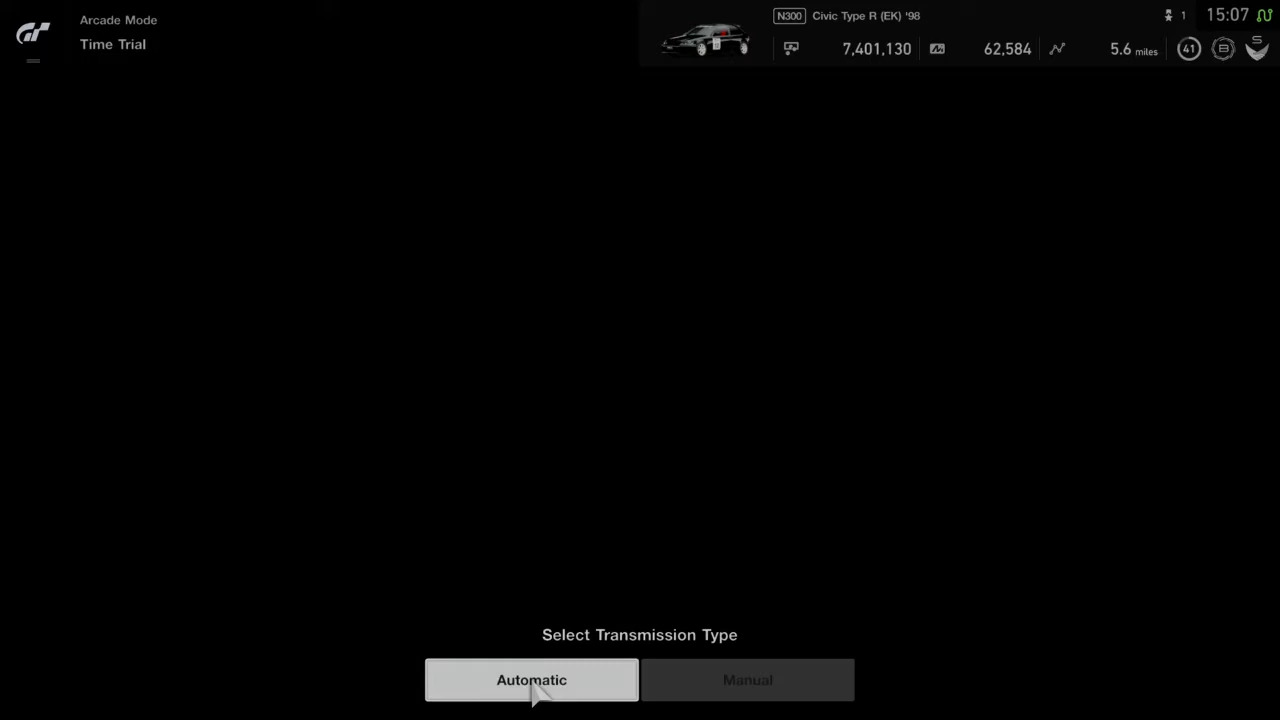 Arcade Mode
Time Trial
N300 Civic Type R (EK) '98
1 15:07
7,401,130 62,584 5.6 miles 41 B S
Select Transmission Type
Automatic Manual